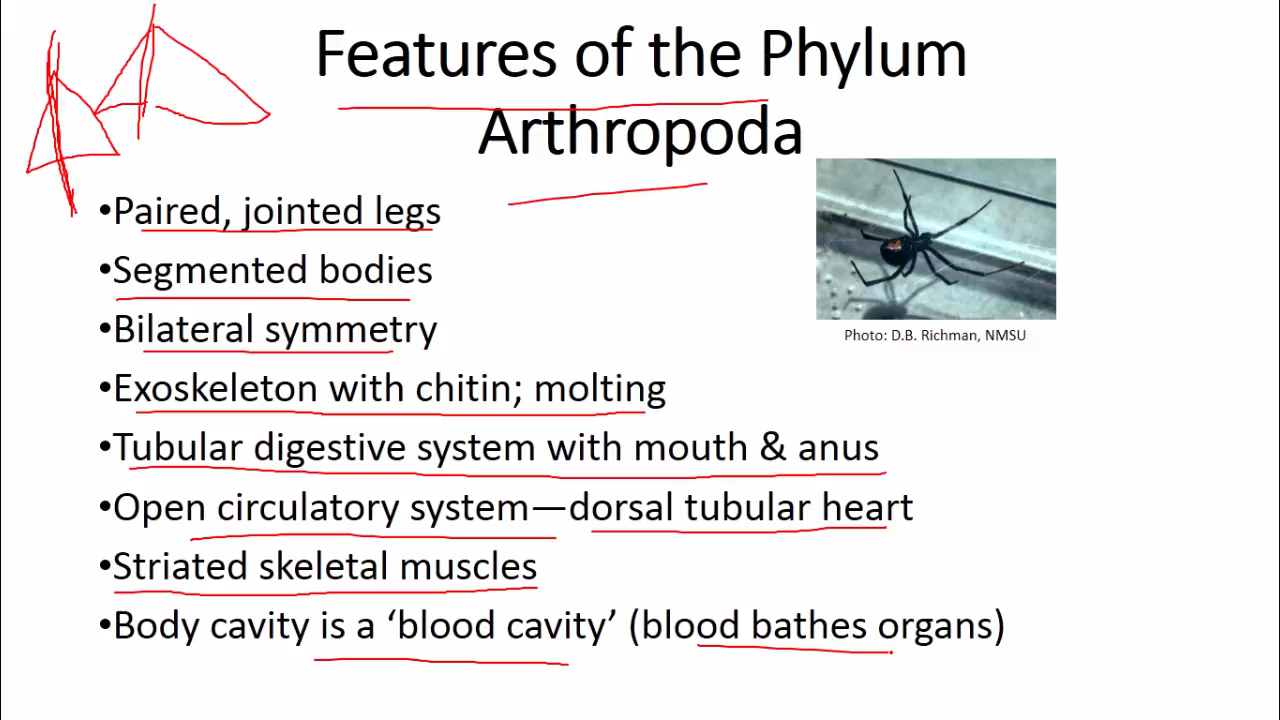 Features of the Phylum
Arthropoda
•Paired, jointed legs
•Segmented bodies
•Bilateral symmetry
•Exoskeleton with chitin; molting
•Tubular digestive system with mouth & anus
•Open circulatory system—dorsal tubular heart
•Striated skeletal muscles
•Body cavity is a ‘blood cavity’ (blood bathes organs)
Photo: D.B. Richman, NMSU